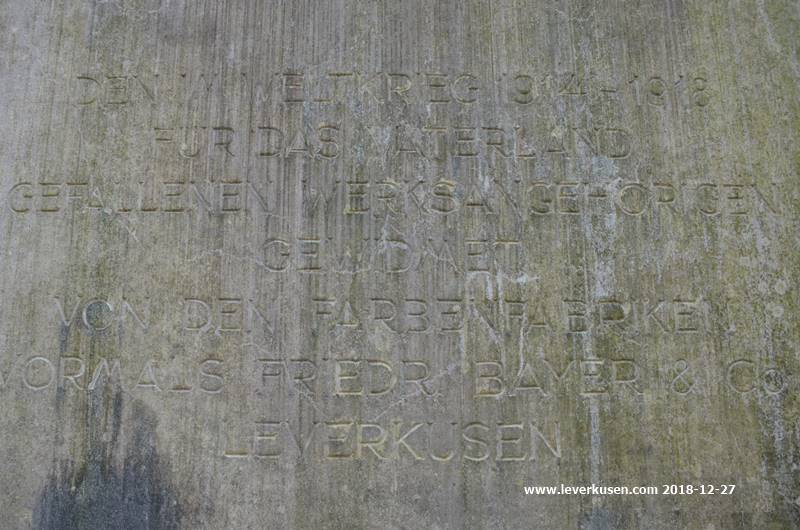 DEN IM WELTKRIEG 1914-1918
FÜR DAS VATERLAND
GEFALLENEN WERKSANGEHÖRIGEN
GEWIDMET
VON DEN FARBENFABRIKEN
VORMALS FRIEDR. BAYER & Cº
LEVERKUSEN
www.leverkusen.com 2018-12-27